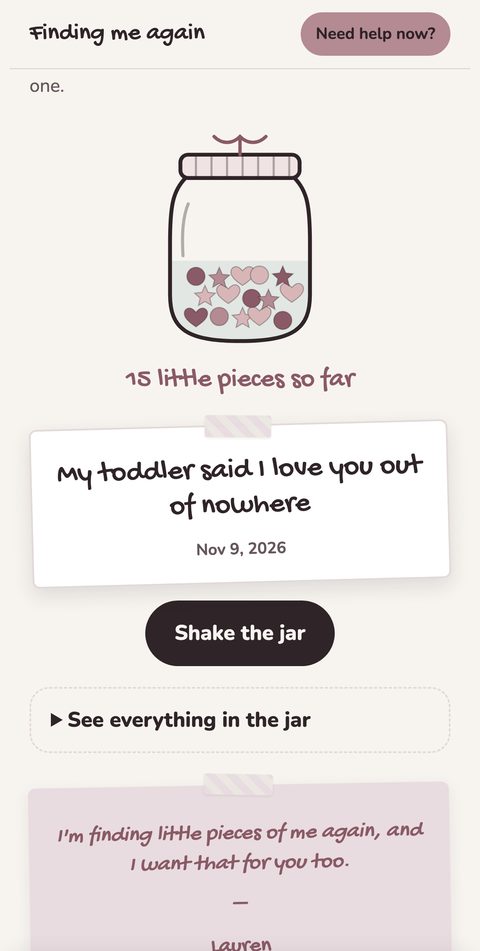 Finding me again
Need help now?
one.
15 little pieces so far
My toddler said I love you out
of nowhere
Nov 9, 2026
Shake the jar
See everything in the jar
I'm finding little pieces of me again, and
I want that for you too.
—
Lauren